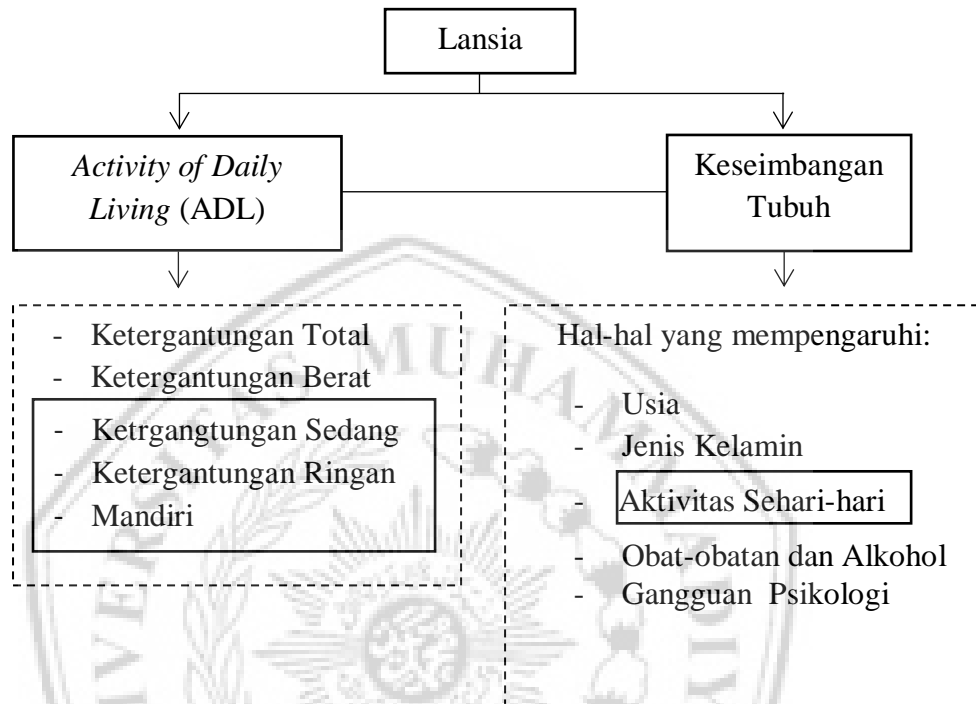 Lansia
Activity of Daily
Living (ADL)
Keseimbangan
Tubuh
- Ketergantungan Total
- Ketergantungan Berat
- Ketrgangtungan Sedang
- Ketergantungan Ringan
- Mandiri
Hal-hal yang mempengaruhi:
- Usia
- Jenis Kelamin
- Aktivitas Sehari-hari
- Obat-obatan dan Alkohol
- Gangguan Psikologi